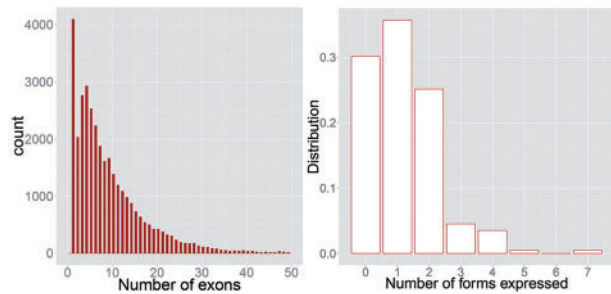 count
4000
3000
2000
1000
0
0 10 20 30 40 50
Number of exons
Distribution
0.3
0.2
0.1
0.0
0 1 2 3 4 5 6 7
Number of forms expressed